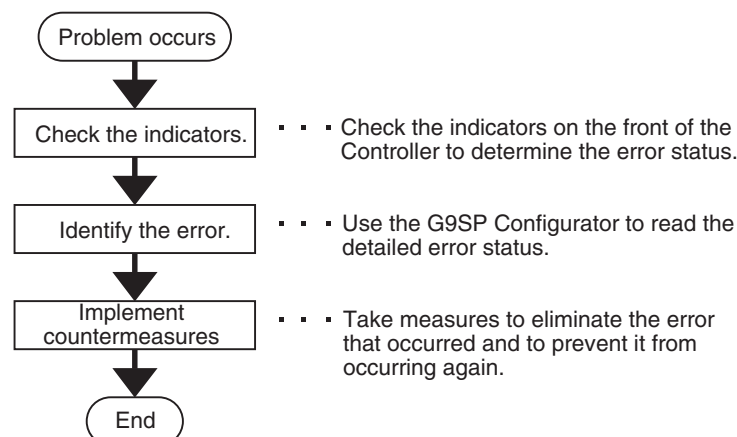 Problem occurs
Check the indicators.
Check the indicators on the front of the
Controller to determine the error status.
Identify the error.
Use the G9SP Configurator to read the
detailed error status.
Implement
countermeasures
Take measures to eliminate the error
that occurred and to prevent it from
occurring again.
End